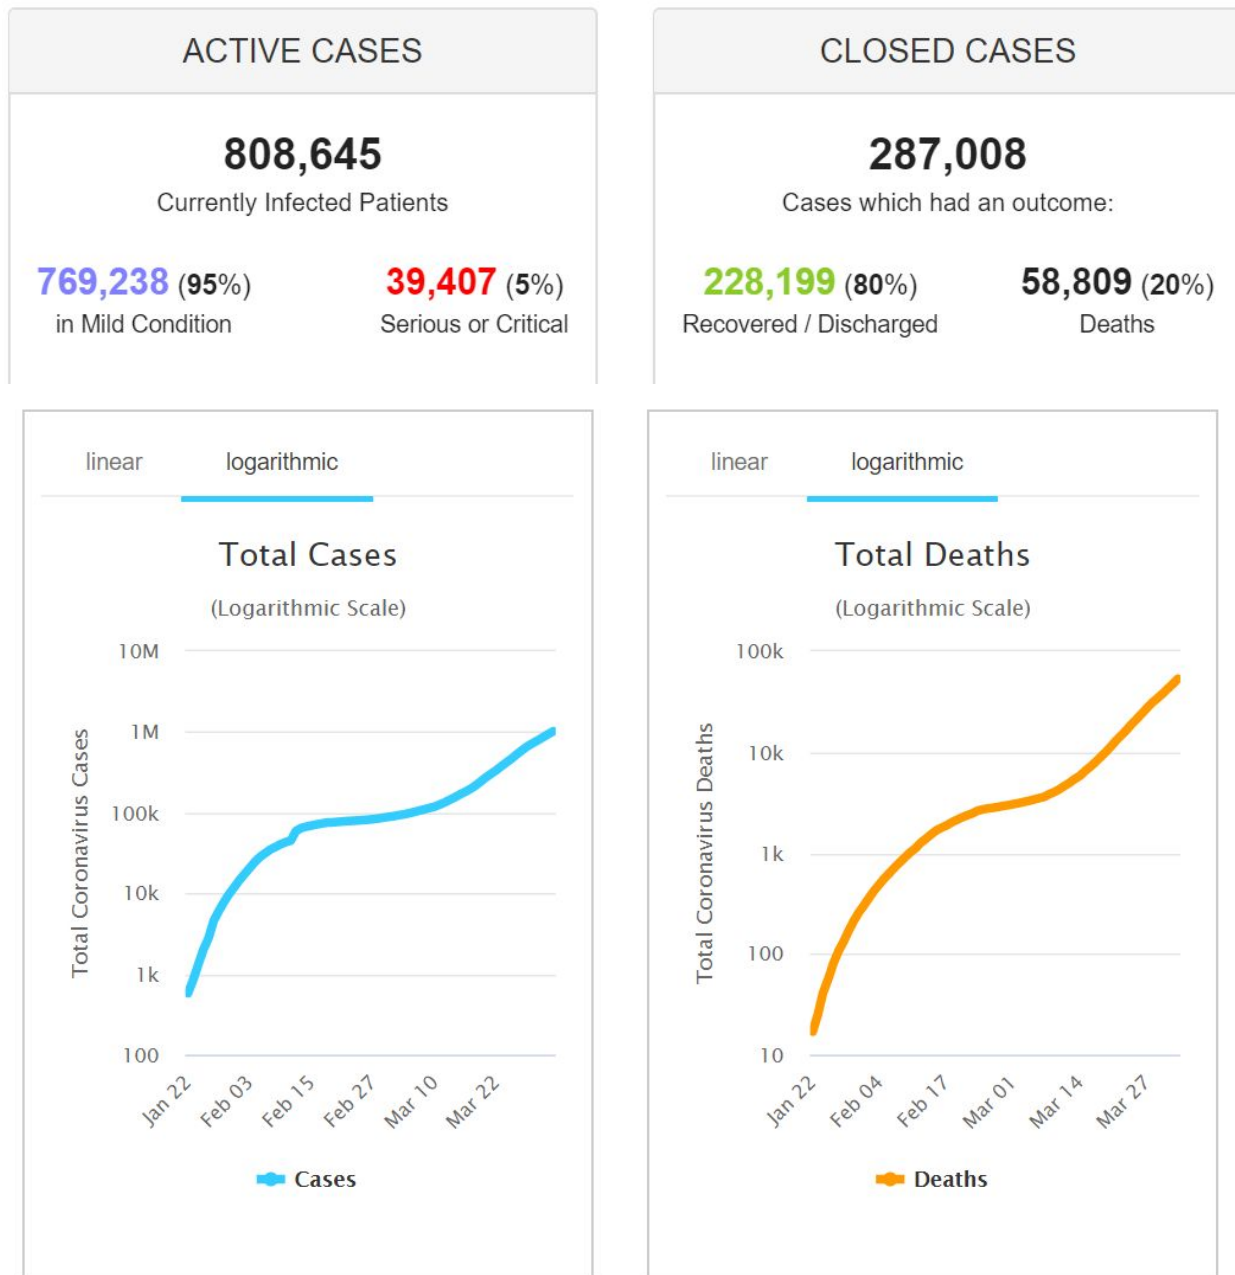 ACTIVE CASES
808,645
Currently Infected Patients
769,238 (95%)
in Mild Condition
39,407 (5%)
Serious or Critical
CLOSED CASES
287,008
Cases which had an outcome:
228,199 (80%)
Recovered / Discharged
58,809 (20%)
Deaths
linear
logarithmic
Total Cases
(Logarithmic Scale)
Total Coronavirus Cases
10M
1M
100k
10k
1k
100
Jan 22
Feb 03
Feb 15
Feb 27
Mar 10
Mar 22
Cases
linear
logarithmic
Total Deaths
(Logarithmic Scale)
Total Coronavirus Deaths
100k
10k
1k
100
10
Jan 22
Feb 04
Feb 17
Mar 01
Mar 14
Mar 27
Deaths